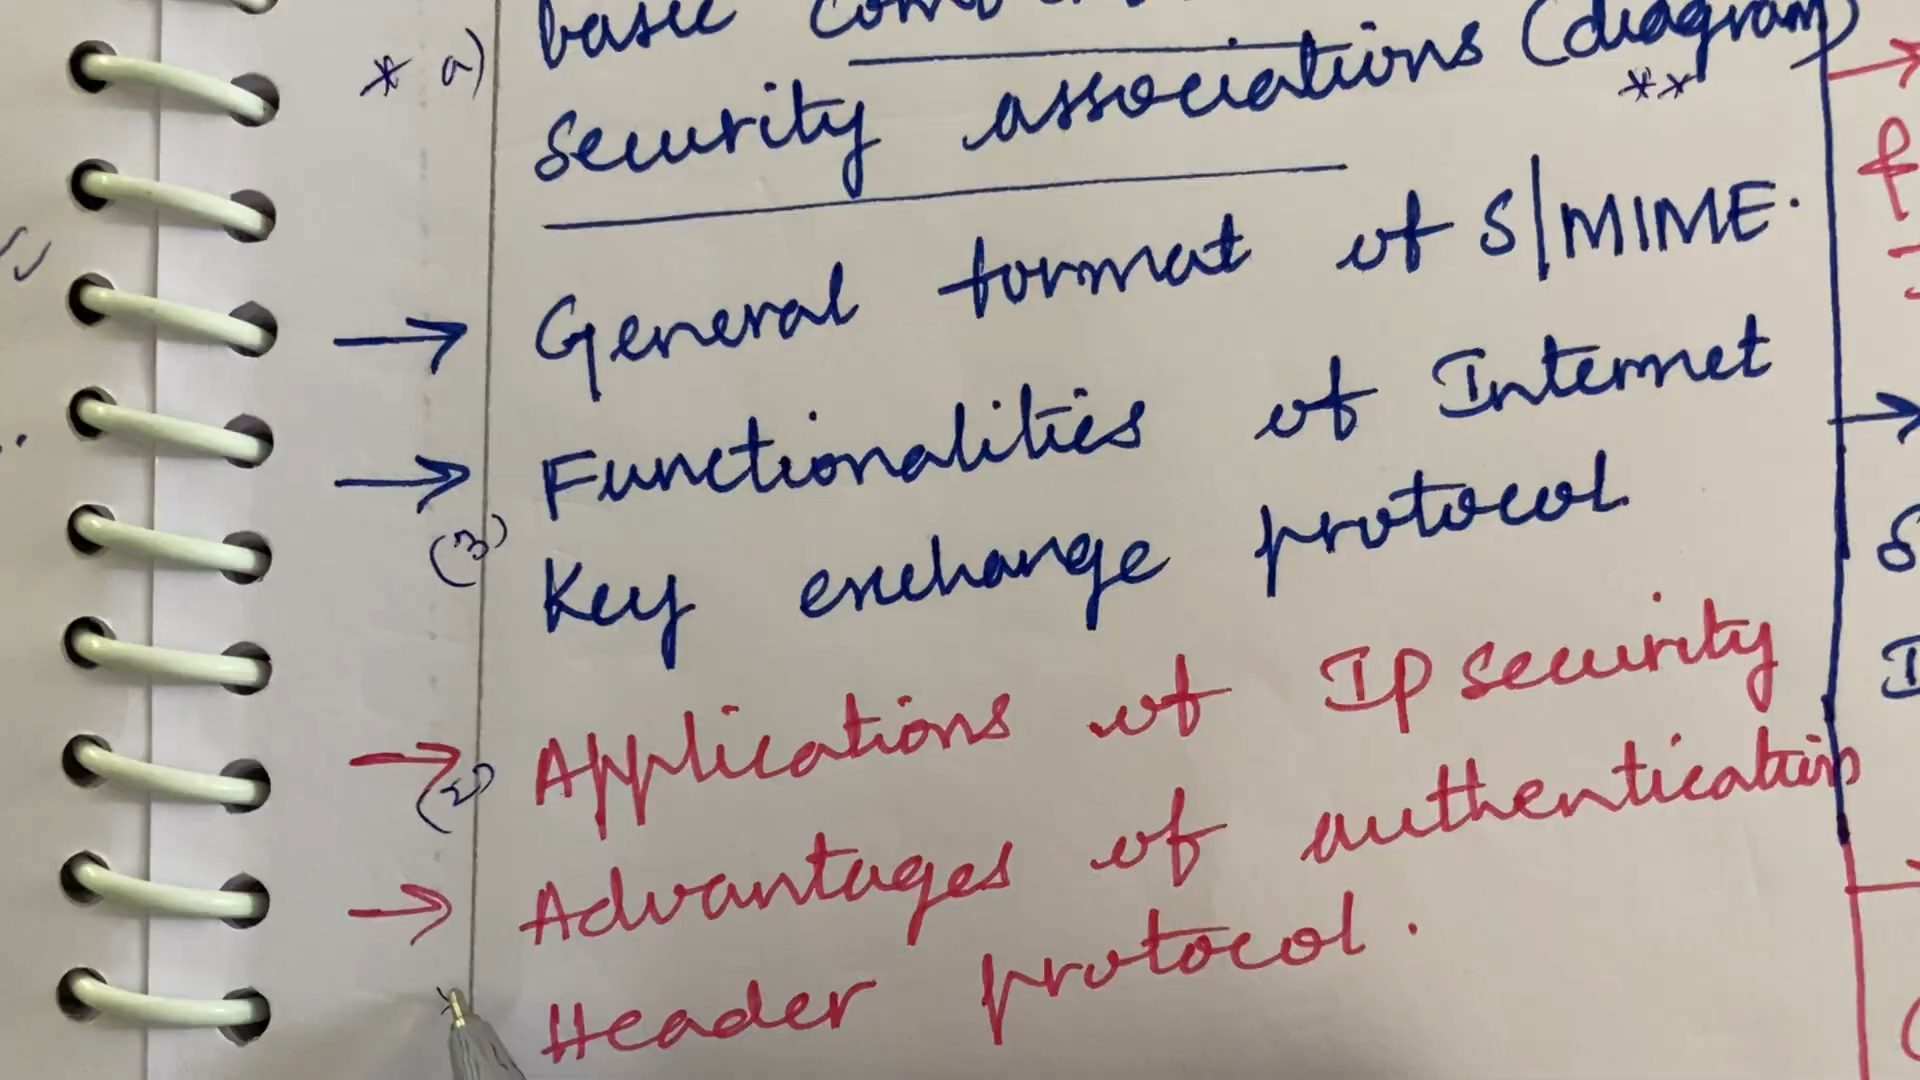 basic
* a)
Security associations (diagram)
**
→ General format of S/MIME.
→ Functionalities of Internet
(3)
Key exchange protocol
→ Applications of IP security
(2)
→ Advantages of authentication
Header protocol.